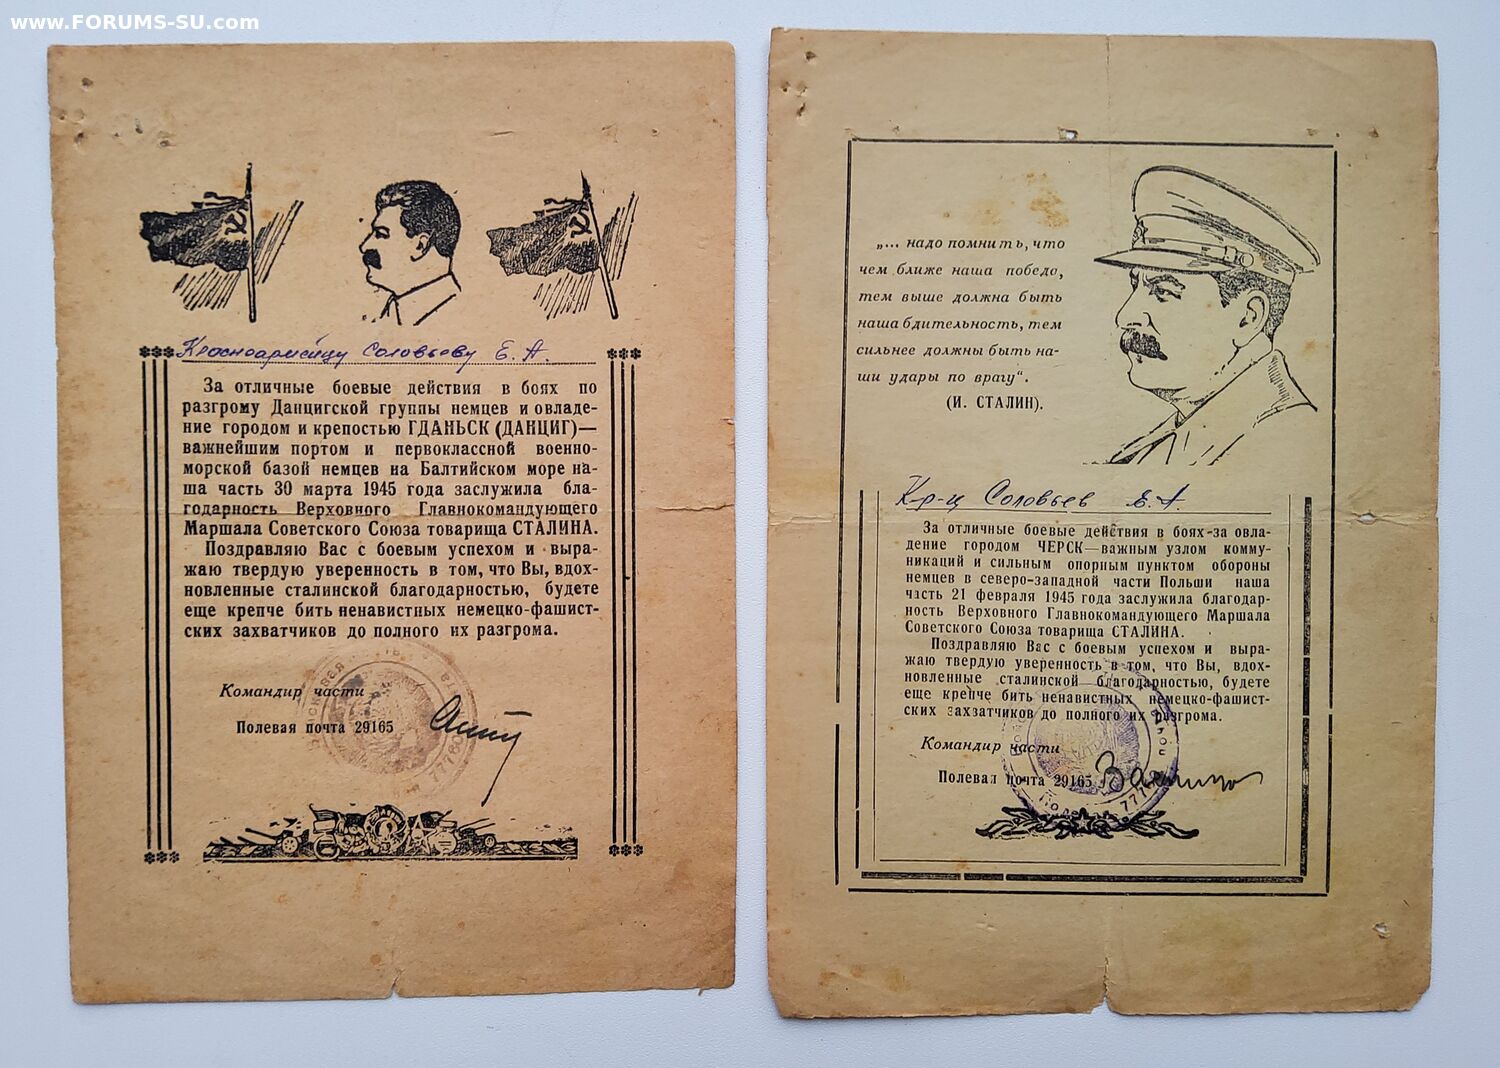 www.FORUMS-SU.com
Красноармейцу Соловьеву Е. А.
За отличные боевые действия в боях по
разгрому Данцигской группы немцев и овладе-
ние городом и крепостью ГДАНЬСК (ДАНЦИГ)—
важнейшим портом и первоклассной военно-
морской базой немцев на Балтийском море на-
ша часть 30 марта 1945 года заслужила бла-
годарность Верховного Главнокомандующего
Маршала Советского Союза товарища СТАЛИНА.
Поздравляю Вас с боевым успехом и выра-
жаю твердую уверенность в том, что Вы, вдох-
новленные сталинской благодарностью, будете
еще крепче бить ненавистных немецко-фашист-
ских захватчиков до полного их разгрома.
Командир части
Полевая почта 29165
„... надо помнить, что
чем ближе наша победа,
тем выше должна быть
наша бдительность, тем
сильнее должны быть на-
ши удары по врагу".
(И. СТАЛИН).
Кр-ц Соловьев Е. А.
За отличные боевые действия в боях-за овла-
дение городом ЧЕРСК—важным узлом комму-
никаций и сильным опорным пунктом обороны
немцев в северо-западной части Польши наша
часть 21 февраля 1945 года заслужила благодар-
ность Верховного Главнокомандующего Маршала
Советского Союза товарища СТАЛИНА.
Поздравляю Вас с боевым успехом и выра-
жаю твердую уверенность в том, что Вы, вдох-
новленные сталинской благодарностью, будете
еще крепче бить ненавистных немецко-фашист-
ских захватчиков до полного их разгрома.
Командир части
Полевая почта 29165